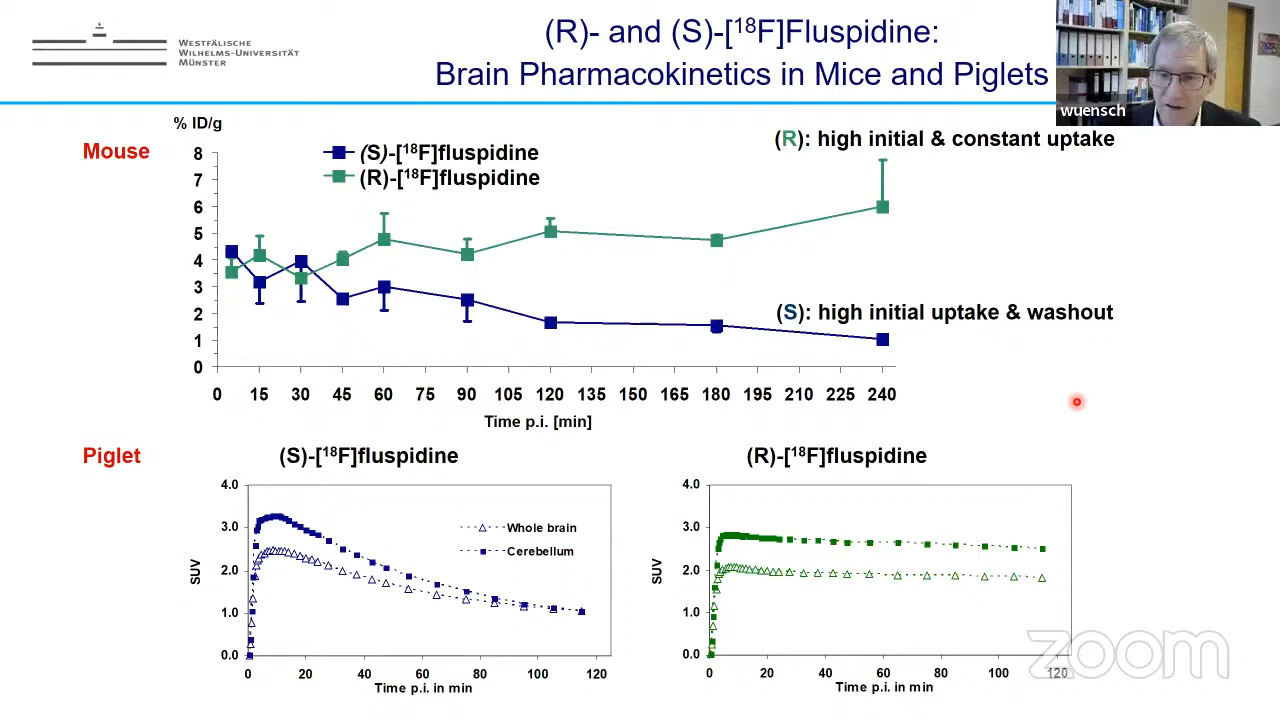 WESTFÄLISCHE
WILHELMS-UNIVERSITÄT
MÜNSTER
(R)- and (S)-[18F]Fluspidine:
Brain Pharmacokinetics in Mice and Piglets
wuensch
% ID/g
Mouse
(S)-[18F]fluspidine
(R)-[18F]fluspidine
(R): high initial & constant uptake
(S): high initial uptake & washout
8
7
6
5
4
3
2
1
0
0 15 30 45 60 75 90 105 120 135 150 165 180 195 210 225 240
Time p.i. [min]
Piglet
(S)-[18F]fluspidine
4.0
3.0
2.0
1.0
0.0
SUV
Whole brain
Cerebellum
0 20 40 60 80 100 120
Time p.i. in min
(R)-[18F]fluspidine
4.0
3.0
2.0
1.0
0.0
SUV
0 20 40 60 80 100 120
Time p.i. in min
zoom